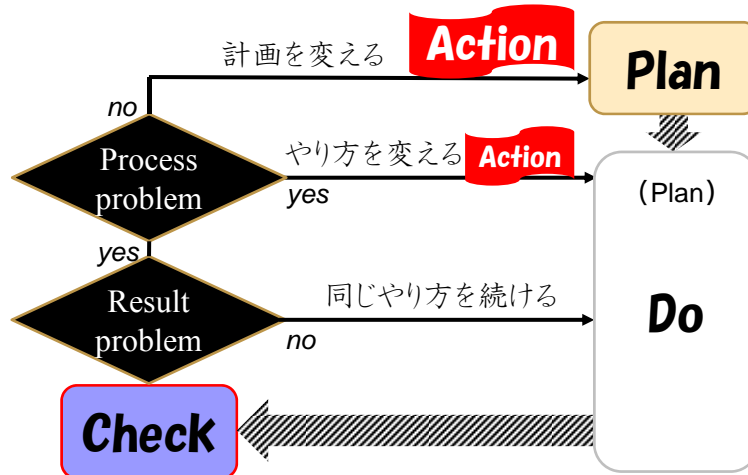 計画を変える
Action
Plan
no
Process
problem
やり方を変える
Action
yes
(Plan)
yes
Result
problem
同じやり方を続ける
no
Do
Check